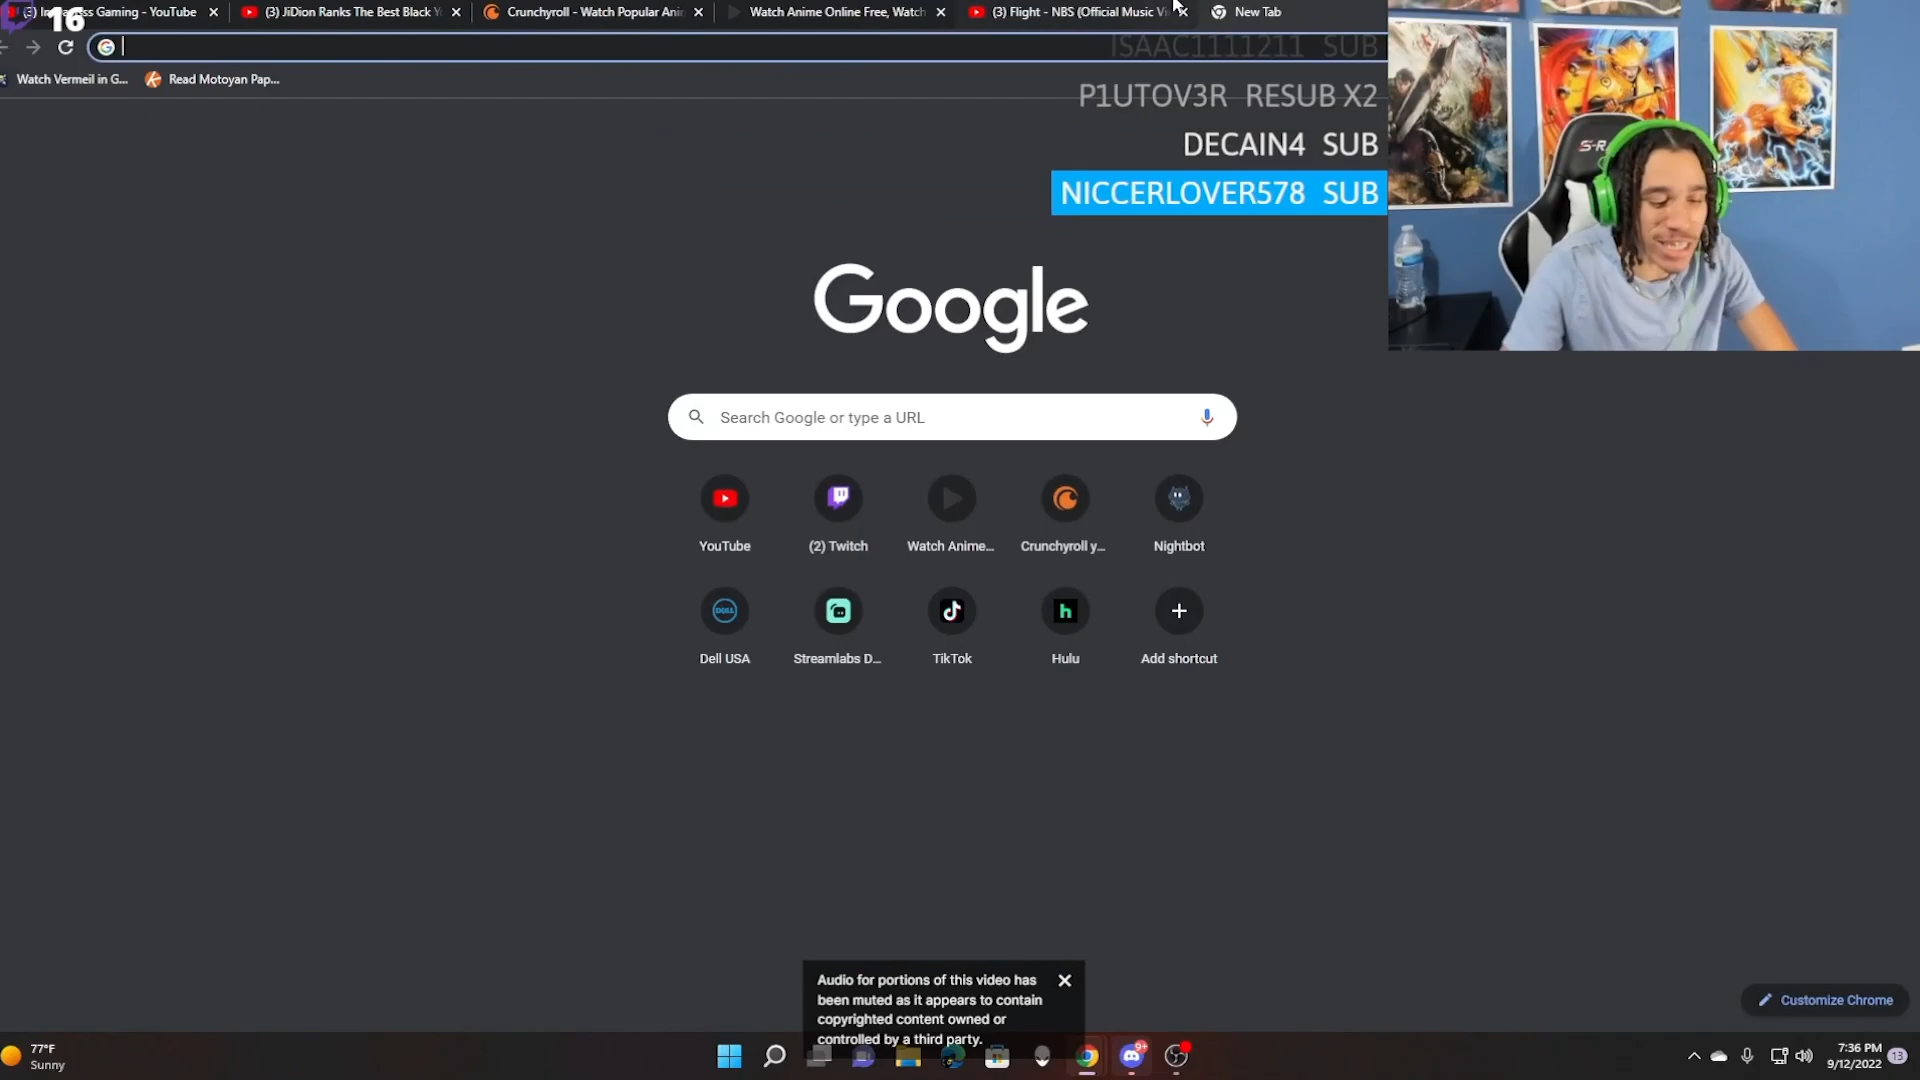 16
Gaming - YouTube
(3) JiDion Ranks The Best Black Y
Crunchyroll - Watch Popular Ani
Watch Anime Online Free, Watch
(3) Flight - NBS (Official Music Vi
New Tab
ISAAC1111211 SUB
Watch Vermeil in G...
Read Motoyan Pap...
P1UTOV3R RESUB X2
DECAIN4 SUB
NICCERLOVER578 SUB
Google
Search Google or type a URL
YouTube
(2) Twitch
Watch Anime...
Crunchyroll y...
Nightbot
DELL
h
Dell USA
Streamlabs D...
TikTok
Hulu
Add shortcut
Audio for portions of this video has
been muted as it appears to contain
copyrighted content owned or
controlled by a third party.
Customize Chrome
77°F
Sunny
9+
7:36 PM
9/12/2022
13